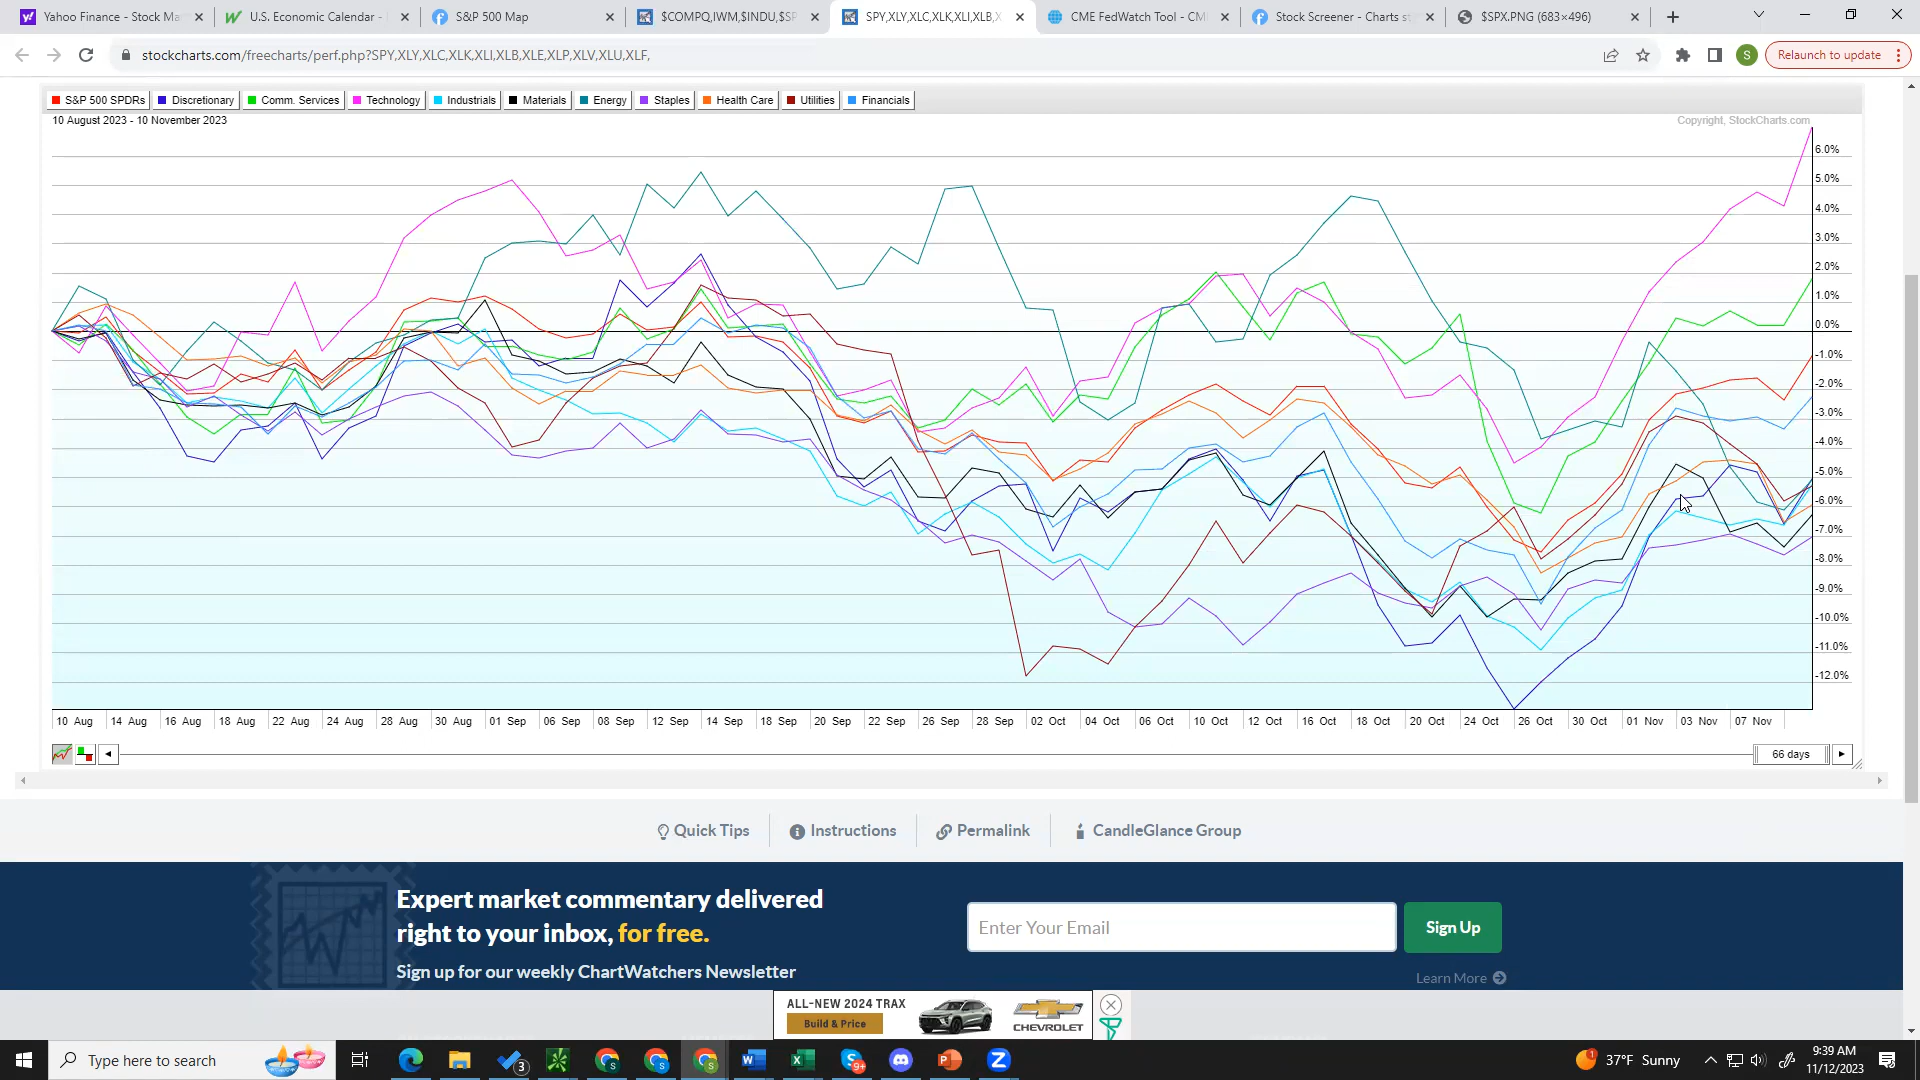 Yahoo Finance - Stock Ma
U.S. Economic Calendar -
S&P 500 Map
$COMPQ,IWM,$INDU,$SP
SPY,XLY,XLC,XLK,XLI,XLB,X
CME FedWatch Tool - CM
Stock Screener - Charts st
$SPX.PNG (683×496)
stockcharts.com/freecharts/perf.php?SPY,XLY,XLC,XLK,XLI,XLB,XLE,XLP,XLV,XLU,XLF,
S
Relaunch to update
S&P 500 SPDRs
Discretionary
Comm. Services
Technology
Industrials
Materials
Energy
Staples
Health Care
Utilities
Financials
10 August 2023 - 10 November 2023
Copyright, StockCharts.com
6.0%
5.0%
4.0%
3.0%
2.0%
1.0%
0.0%
-1.0%
-2.0%
-3.0%
-4.0%
-5.0%
-6.0%
-7.0%
-8.0%
-9.0%
-10.0%
-11.0%
-12.0%
10 Aug
14 Aug
16 Aug
18 Aug
22 Aug
24 Aug
28 Aug
30 Aug
01 Sep
06 Sep
08 Sep
12 Sep
14 Sep
18 Sep
20 Sep
22 Sep
26 Sep
28 Sep
02 Oct
04 Oct
06 Oct
10 Oct
12 Oct
16 Oct
18 Oct
20 Oct
24 Oct
26 Oct
30 Oct
01 Nov
03 Nov
07 Nov
66 days
Quick Tips
Instructions
Permalink
CandleGlance Group
Expert market commentary delivered
right to your inbox, for free.
Sign up for our weekly ChartWatchers Newsletter
Enter Your Email
Sign Up
Learn More
ALL-NEW 2024 TRAX
Build & Price
CHEVROLET
Type here to search
3
9+
1
37°F Sunny
9:39 AM
11/12/2023